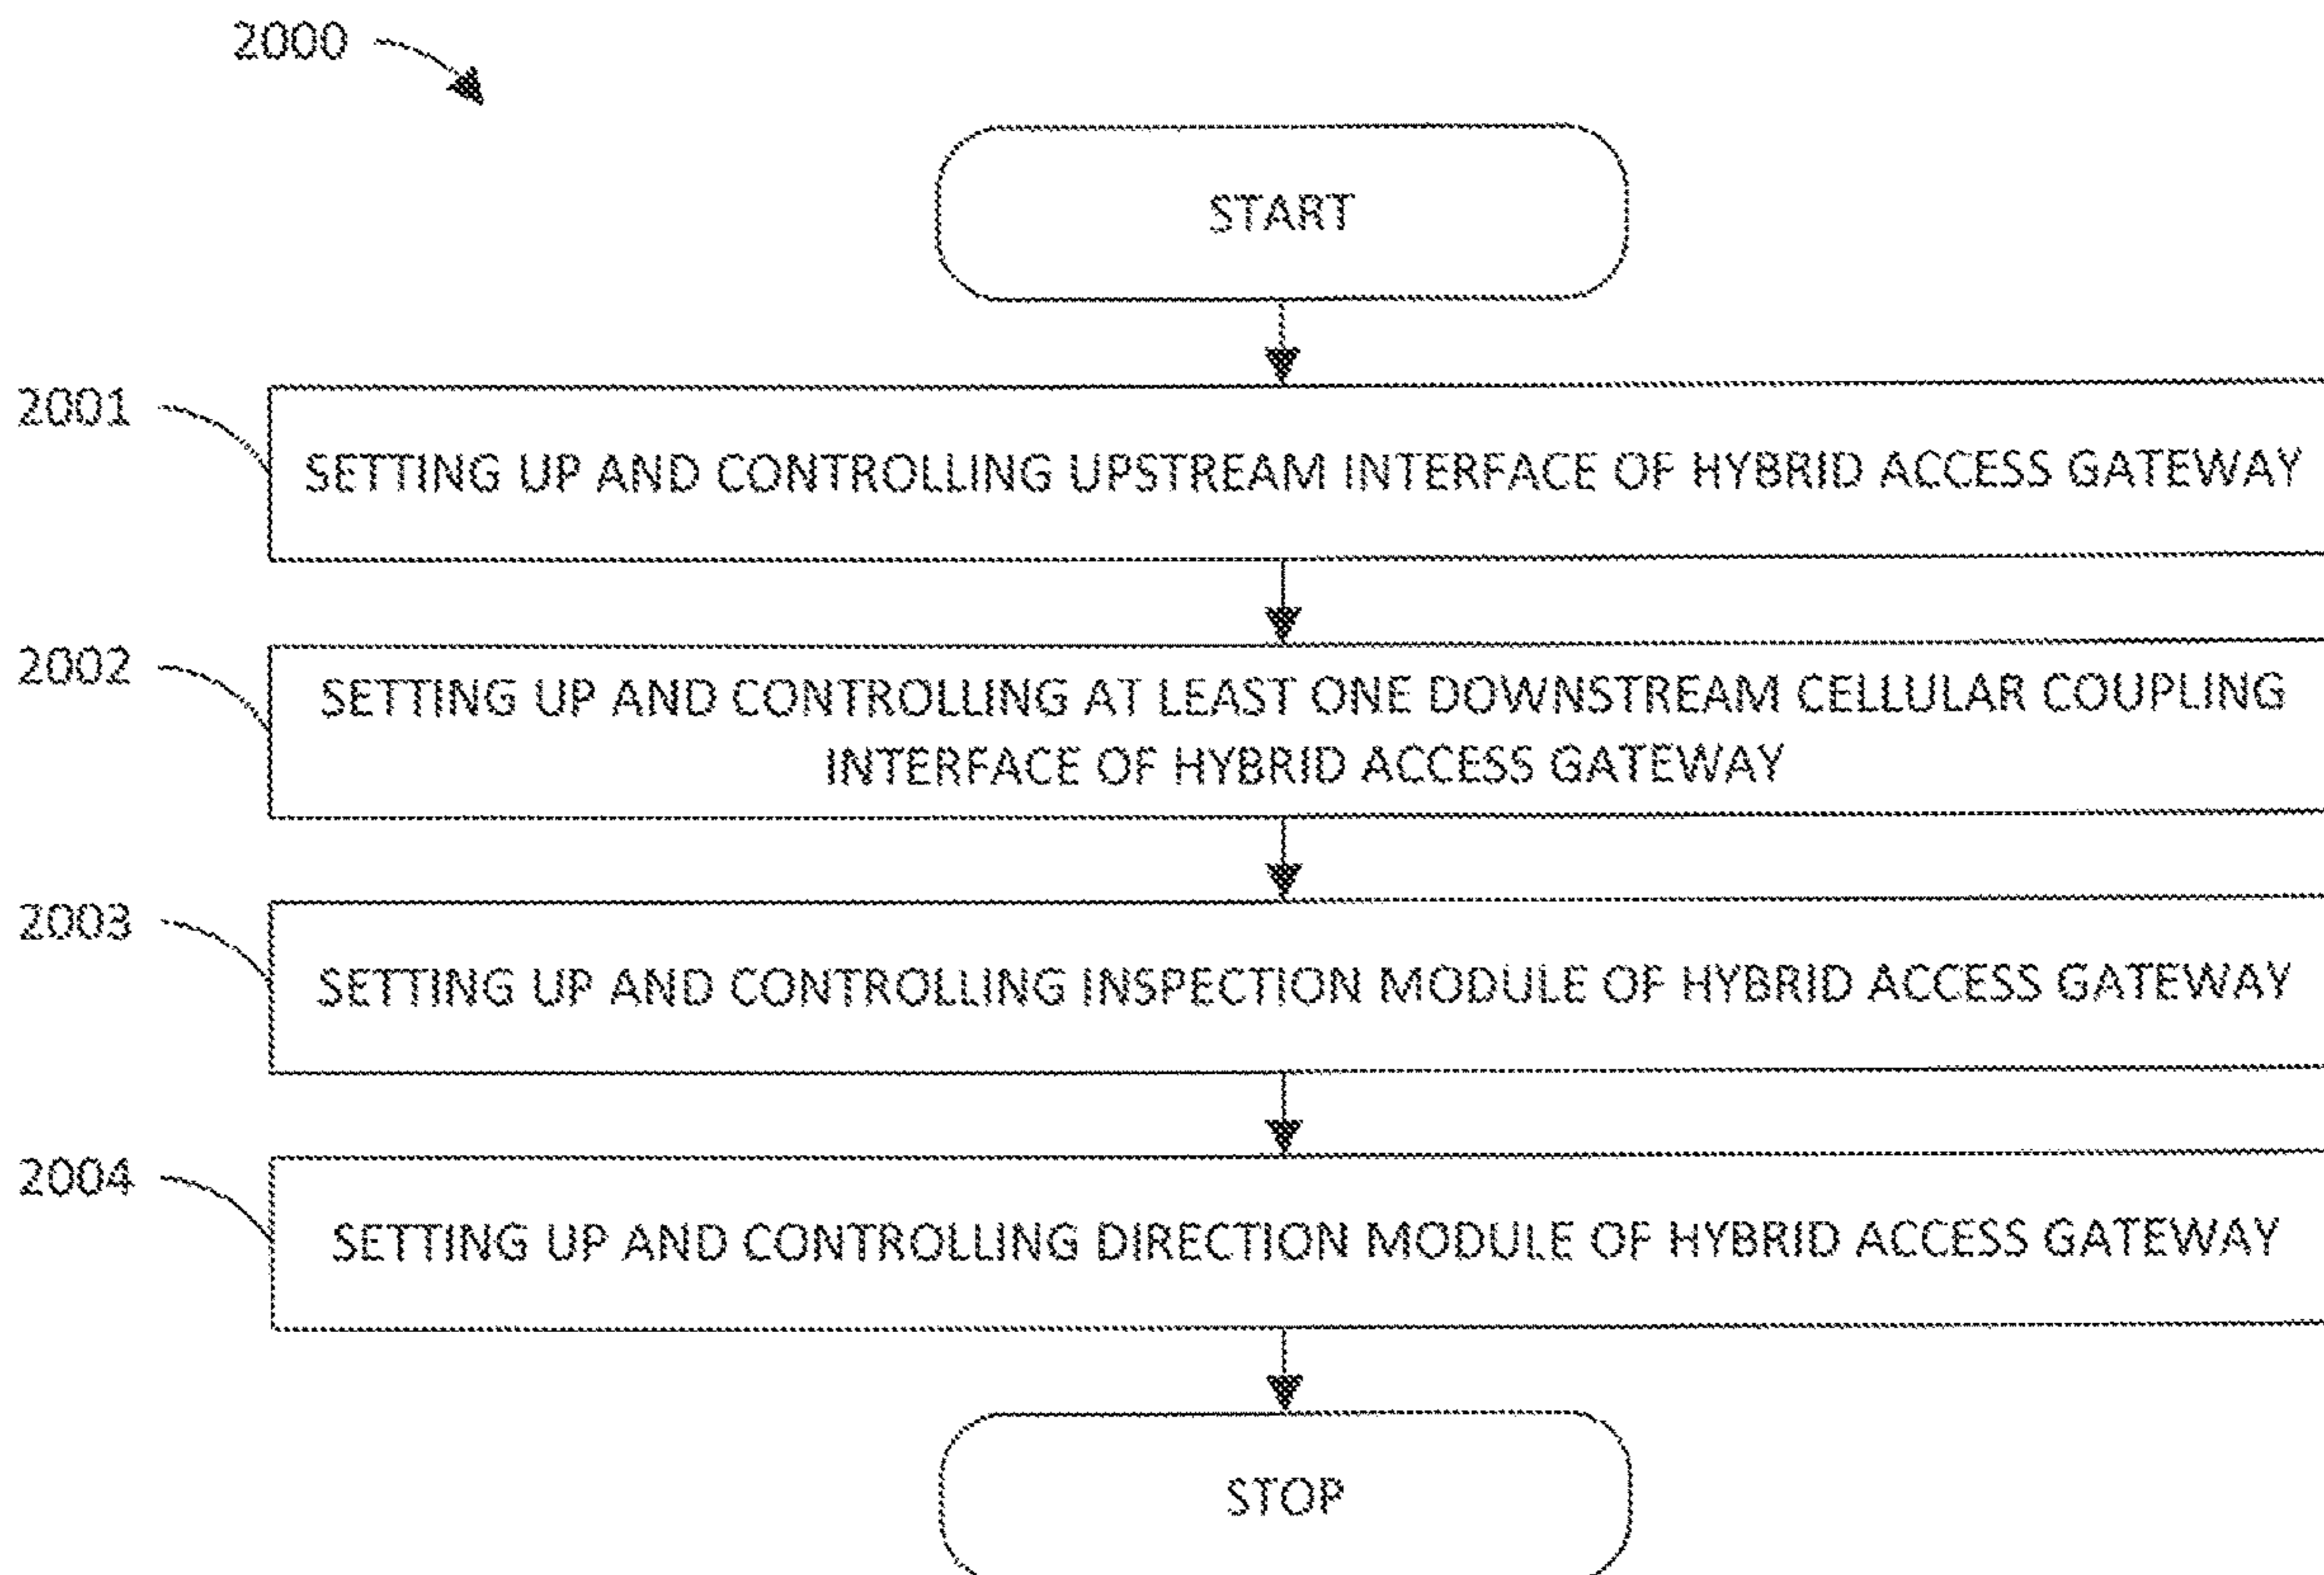 2000
START
2001
SETTING UP AND CONTROLLING UPSTREAM INTERFACE OF HYBRID ACCESS GATEWAY
2002
SETTING UP AND CONTROLLING AT LEAST ONE DOWNSTREAM CELLULAR COUPLING
INTERFACE OF HYBRID ACCESS GATEWAY
2003
SETTING UP AND CONTROLLING INSPECTION MODULE OF HYBRID ACCESS GATEWAY
2004
SETTING UP AND CONTROLLING DIRECTION MODULE OF HYBRID ACCESS GATEWAY
STOP